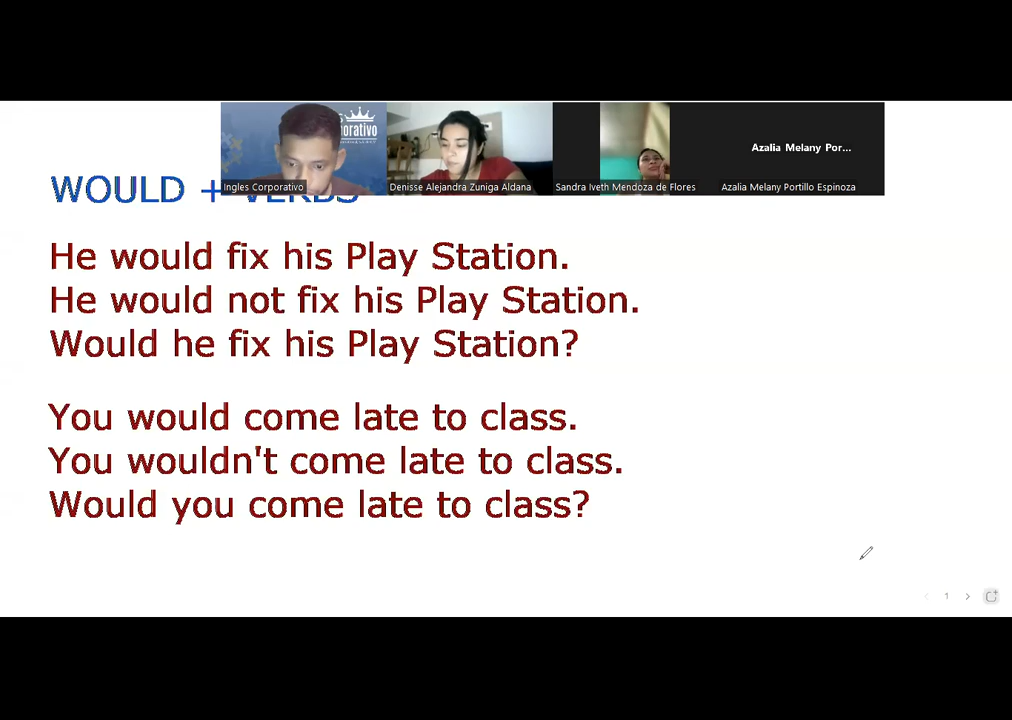 Azalia Melany Por...
Ingles Corporativo
Denisse Alejandra Zuniga Aldana
Sandra Iveth Mendoza de Flores
Azalia Melany Portillo Espinoza
WOULD + VERBS
He would fix his Play Station.
He would not fix his Play Station.
Would he fix his Play Station?
You would come late to class.
You wouldn't come late to class.
Would you come late to class?
1